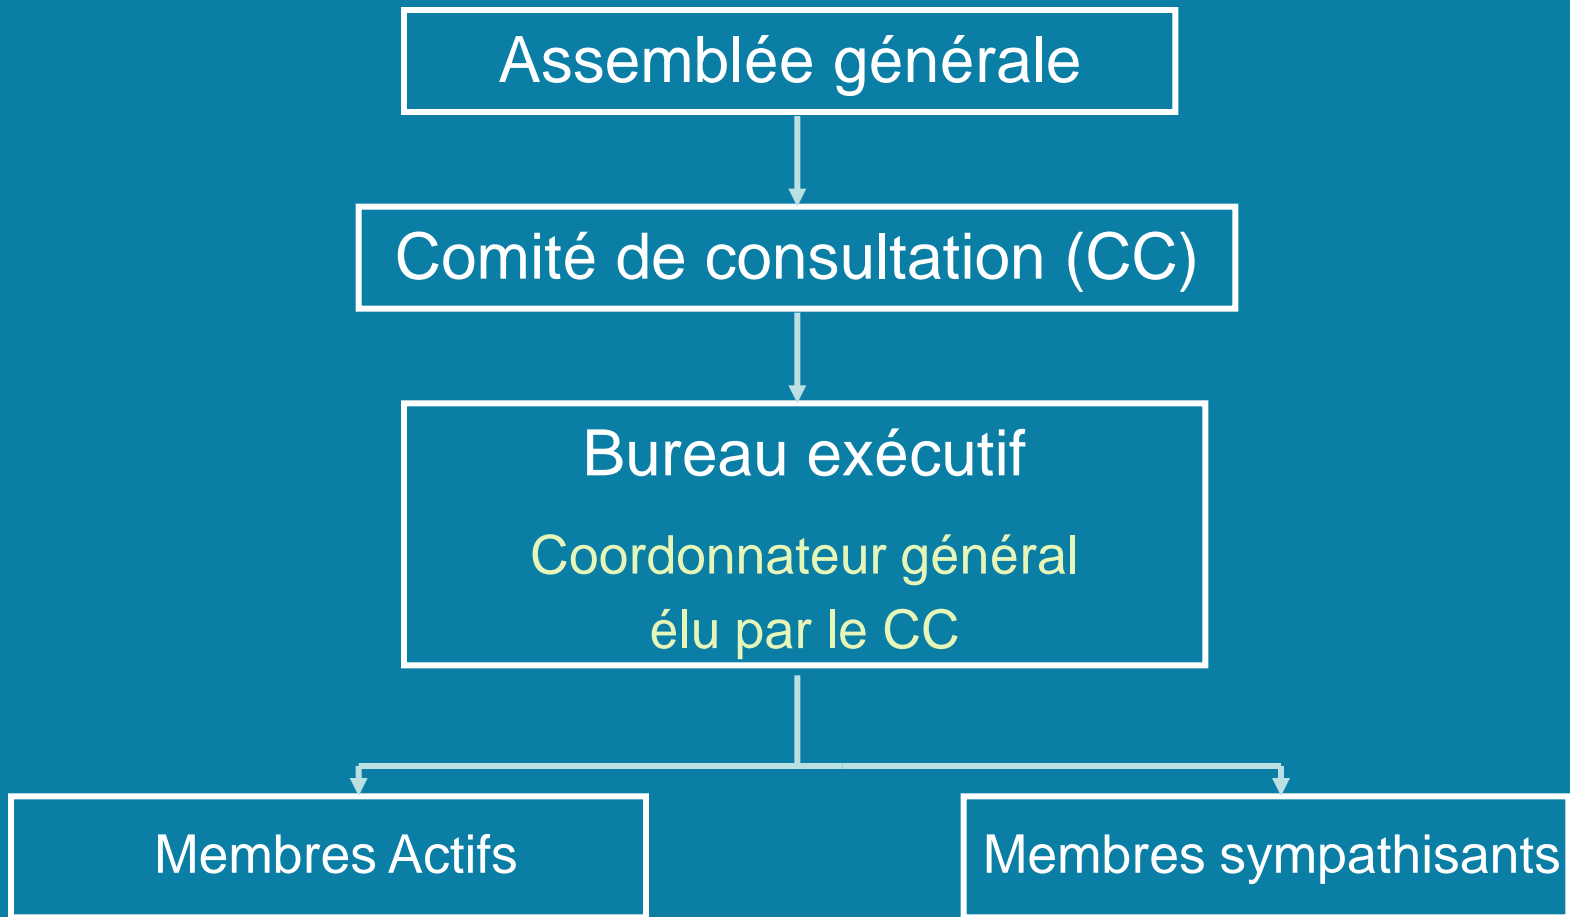 Assemblée générale
Comité de consultation (CC)
Bureau exécutif
Coordonnateur général
élu par le CC
Membres Actifs
Membres sympathisants